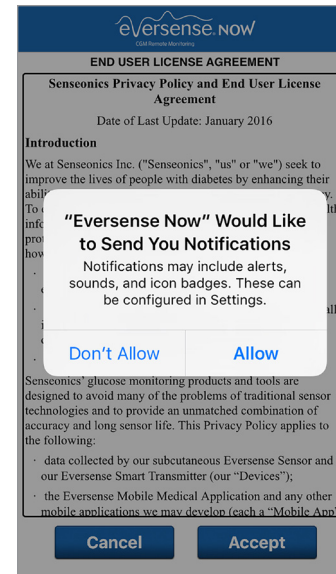 eversense. NOW
CGM Remote Monitoring
END USER LICENSE AGREEMENT
Senseonics Privacy Policy and End User License
Agreement
Date of Last Update: January 2016
Introduction
We at Senseonics Inc. ("Senseonics", "us" or "we") seek to
improve the lives of people with diabetes by enhancing their
"Eversense Now" Would Like
to Send You Notifications
Notifications may include alerts,
sounds, and icon badges. These can
be configured in Settings.
Don't Allow
Allow
Senseonics' glucose monitoring products and tools are
designed to avoid many of the problems of traditional sensor
technologies and to provide an unmatched combination of
accuracy and long sensor life. This Privacy Policy applies to
the following:
· data collected by our subcutaneous Eversense Sensor and
our Eversense Smart Transmitter (our "Devices");
· the Eversense Mobile Medical Application and any other
mobile applications we may develop (each a "Mobile App
Cancel
Accept